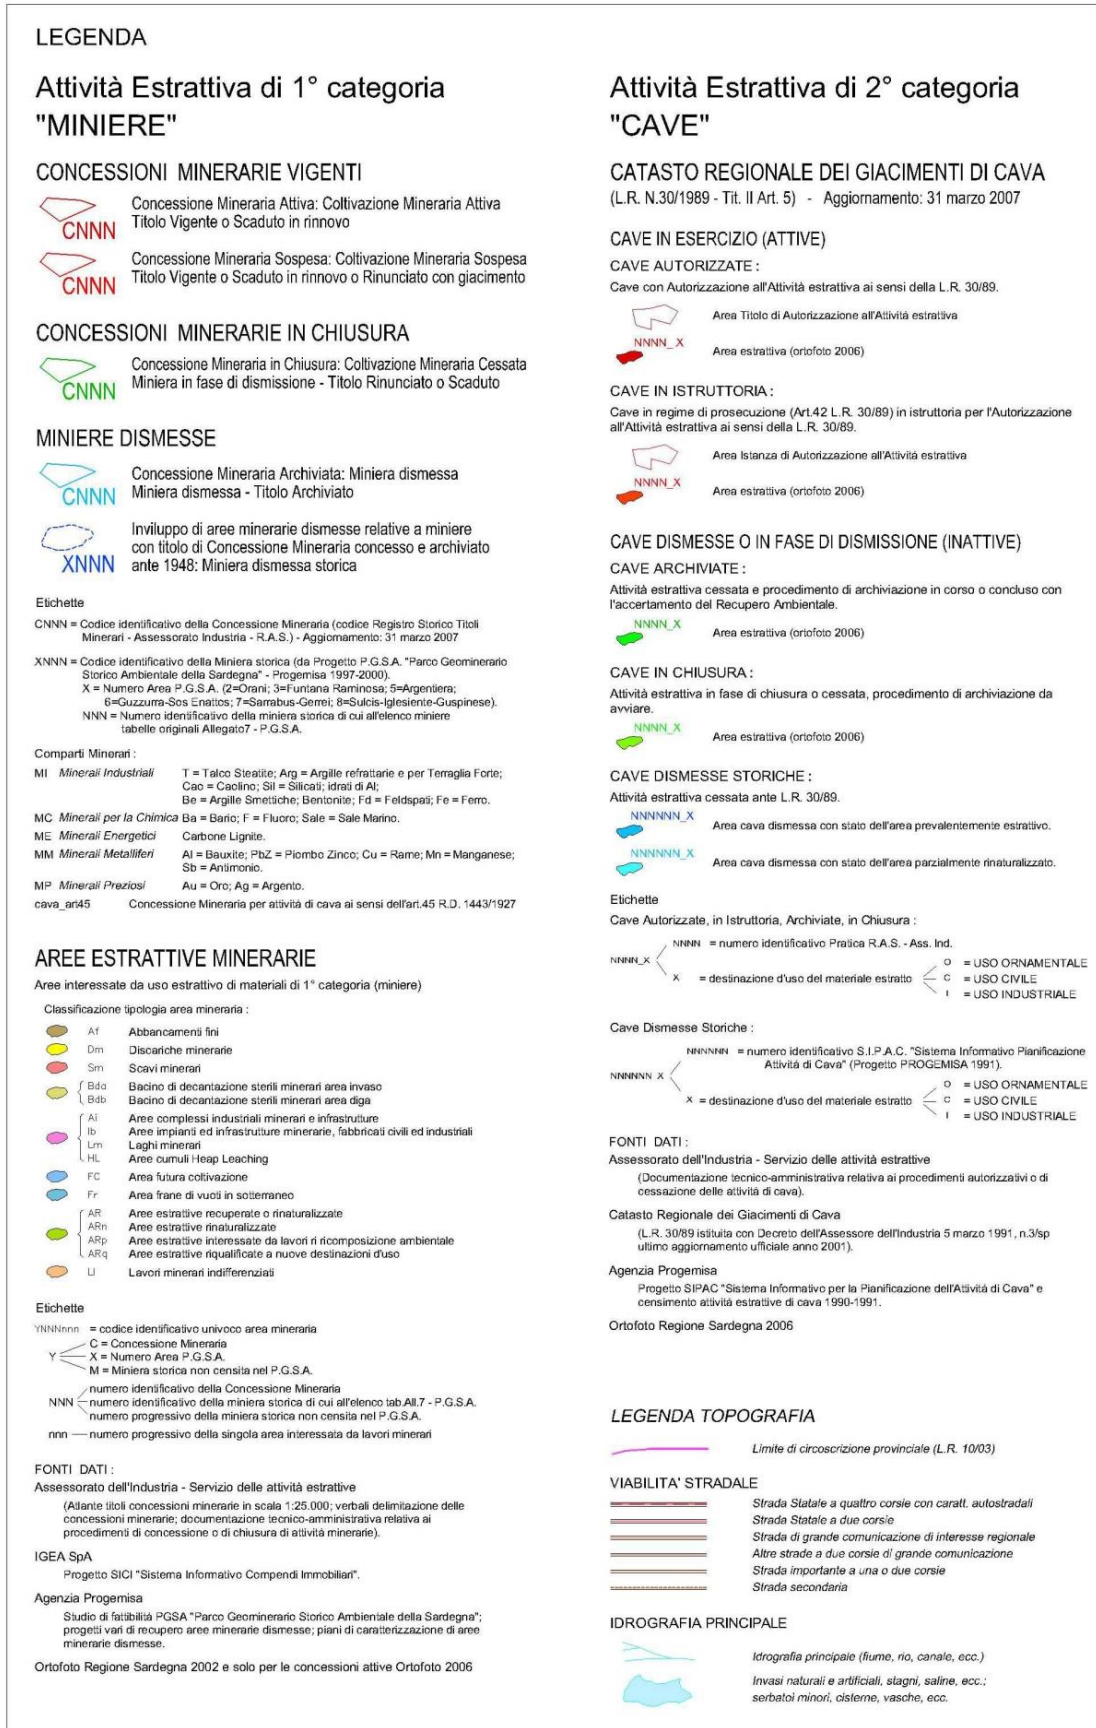 LEGENDA
Attività Estrattiva di 1° categoria
"MINIERE"
CONCESSIONI MINERARIE VIGENTI
CNNN
Concessione Mineraria Attiva: Coltivazione Mineraria Attiva
Titolo Vigente o Scaduto in rinnovo
CNNN
Concessione Mineraria Sospesa: Coltivazione Mineraria Sospesa
Titolo Vigente o Scaduto in rinnovo o Rinunciato con giacimento
CONCESSIONI MINERARIE IN CHIUSURA
CNNN
Concessione Mineraria in Chiusura: Coltivazione Mineraria Cessata
Miniera in fase di dismissione - Titolo Rinunciato o Scaduto
MINIERE DISMESSE
CNNN
Concessione Mineraria Archiviata: Miniera dismessa
Miniera dismessa - Titolo Archiviato
XNNN
Inviluppo di aree minerarie dismesse relative a miniere
con titolo di Concessione Mineraria concesso e archiviato
ante 1948: Miniera dismessa storica
Etichette
CNNN = Codice identificativo della Concessione Mineraria (codice Registro Storico Titoli
Minerari - Assessorato Industria - R.A.S.) - Aggiornamento: 31 marzo 2007
XNNN = Codice identificativo della Miniera storica (da Progetto P.G.S.A. "Parco Geominerario
Storico Ambientale della Sardegna" - Progemisa 1997-2000).
X = Numero Area P.G.S.A. (2=Orani; 3=Funtana Raminosa; 5=Argentiera;
6=Guzzurra-Sos Enattos; 7=Sarrabus-Gerrei; 8=Sulcis-Iglesiente-Guspinese).
NNN = Numero identificativo della miniera storica di cui all'elenco miniere
tabelle originali Allegato7 - P.G.S.A.
Comparti Minerari :
MI Minerali Industriali T = Talco Steatite; Arg = Argille refrattarie e per Terraglia Forte;
Cao = Caolino; Sil = Silicati; idrati di Al;
Be = Argille Smettiche; Bentonite; Fd = Feldspati; Fe = Ferro.
MC Minerali per la Chimica Ba = Bario; F = Fluoro; Sale = Sale Marino.
ME Minerali Energetici Carbone Lignite.
MM Minerali Metalliferi Al = Bauxite; PbZ = Piombo Zinco; Cu = Rame; Mn = Manganese;
Sb = Antimonio.
MP Minerali Preziosi Au = Oro; Ag = Argento.
cava_art45 Concessione Mineraria per attività di cava ai sensi dell'art.45 R.D. 1443/1927
AREE ESTRATTIVE MINERARIE
Aree interessate da uso estrattivo di materiali di 1° categoria (miniere)
Classificazione tipologia area mineraria :
Af Abbancamenti fini
Dm Discariche minerarie
Sm Scavi minerari
Bda Bacino di decantazione sterili minerari area invaso
Bdb Bacino di decantazione sterili minerari area diga
Ai Aree complessi industriali minerari e infrastrutture
Ib Aree impianti ed infrastrutture minerarie, fabbricati civili ed industriali
Lm Laghi minerari
HL Aree cumuli Heap Leaching
FC Area futura coltivazione
Fr Area frane di vuoti in sotterraneo
AR Aree estrattive recuperate o rinaturalizzate
ARn Aree estrattive rinaturalizzate
ARp Aree estrattive interessate da lavori ri ricomposizione ambientale
ARq Aree estrattive riqualificate a nuove destinazioni d'uso
LI Lavori minerari indifferenziati
Etichette
YNNNnnn = codice identificativo univoco area mineraria
C = Concessione Mineraria
Y X = Numero Area P.G.S.A.
M = Miniera storica non censita nel P.G.S.A.
numero identificativo della Concessione Mineraria
NNN numero identificativo della miniera storica di cui all'elenco tab.All.7 - P.G.S.A.
numero progressivo della miniera storica non censita nel P.G.S.A.
nnn numero progressivo della singola area interessata da lavori minerari
FONTI DATI :
Assessorato dell'Industria - Servizio delle attività estrattive
(Atlante titoli concessioni minerarie in scala 1:25.000; verbali delimitazione delle
concessioni minerarie; documentazione tecnico-amministrativa relativa ai
procedimenti di concessione o di chiusura di attività minerarie).
IGEA SpA
Progetto SICI "Sistema Informativo Compendi Immobiliari".
Agenzia Progemisa
Studio di fattibilità PGSA "Parco Geominerario Storico Ambientale della Sardegna";
progetti vari di recupero aree minerarie dismesse; piani di caratterizzazione di aree
minerarie dismesse.
Ortofoto Regione Sardegna 2002 e solo per le concessioni attive Ortofoto 2006
Attività Estrattiva di 2° categoria
"CAVE"
CATASTO REGIONALE DEI GIACIMENTI DI CAVA
(L.R. N.30/1989 - Tit. II Art. 5) - Aggiornamento: 31 marzo 2007
CAVE IN ESERCIZIO (ATTIVE)
CAVE AUTORIZZATE :
Cave con Autorizzazione all'Attività estrattiva ai sensi della L.R. 30/89.
Area Titolo di Autorizzazione all'Attività estrattiva
NNNN_X
Area estrattiva (ortofoto 2006)
CAVE IN ISTRUTTORIA :
Cave in regime di prosecuzione (Art.42 L.R. 30/89) in istruttoria per l'Autorizzazione
all'Attività estrattiva ai sensi della L.R. 30/89.
Area Istanza di Autorizzazione all'Attività estrattiva
NNNN_X
Area estrattiva (ortofoto 2006)
CAVE DISMESSE O IN FASE DI DISMISSIONE (INATTIVE)
CAVE ARCHIVIATE :
Attività estrattiva cessata e procedimento di archiviazione in corso o concluso con
l'accertamento del Recupero Ambientale.
NNNN_X
Area estrattiva (ortofoto 2006)
CAVE IN CHIUSURA :
Attività estrattiva in fase di chiusura o cessata, procedimento di archiviazione da
avviare.
NNNN_X
Area estrattiva (ortofoto 2006)
CAVE DISMESSE STORICHE :
Attività estrattiva cessata ante L.R. 30/89.
NNNNNN_X
Area cava dismessa con stato dell'area prevalentemente estrattivo.
NNNNNN_X
Area cava dismessa con stato dell'area parzialmente rinaturalizzato.
Etichette
Cave Autorizzate, in Istruttoria, Archiviate, in Chiusura :
NNNN = numero identificativo Pratica R.A.S. - Ass. Ind.
NNNN_X
O = USO ORNAMENTALE
X = destinazione d'uso del materiale estratto C = USO CIVILE
I = USO INDUSTRIALE
Cave Dismesse Storiche :
NNNNNN = numero identificativo S.I.P.A.C. "Sistema Informativo Pianificazione
Attività di Cava" (Progetto PROGEMISA 1991).
NNNNNN X
O = USO ORNAMENTALE
X = destinazione d'uso del materiale estratto C = USO CIVILE
I = USO INDUSTRIALE
FONTI DATI :
Assessorato dell'Industria - Servizio delle attività estrattive
(Documentazione tecnico-amministrativa relativa ai procedimenti autorizzativi o di
cessazione delle attività di cava).
Catasto Regionale dei Giacimenti di Cava
(L.R. 30/89 istituita con Decreto dell'Assessore dell'Industria 5 marzo 1991, n.3/sp
ultimo aggiornamento ufficiale anno 2001).
Agenzia Progemisa
Progetto SIPAC "Sistema Informativo per la Pianificazione dell'Attività di Cava" e
censimento attività estrattive di cava 1990-1991.
Ortofoto Regione Sardegna 2006
LEGENDA TOPOGRAFIA
Limite di circoscrizione provinciale (L.R. 10/03)
VIABILITA' STRADALE
Strada Statale a quattro corsie con caratt. autostradali
Strada Statale a due corsie
Strada di grande comunicazione di interesse regionale
Altre strade a due corsie di grande comunicazione
Strada importante a una o due corsie
Strada secondaria
IDROGRAFIA PRINCIPALE
Idrografia principale (fiume, rio, canale, ecc.)
Invasi naturali e artificiali, stagni, saline, ecc.;
serbatoi minori, cisterne, vasche, ecc.